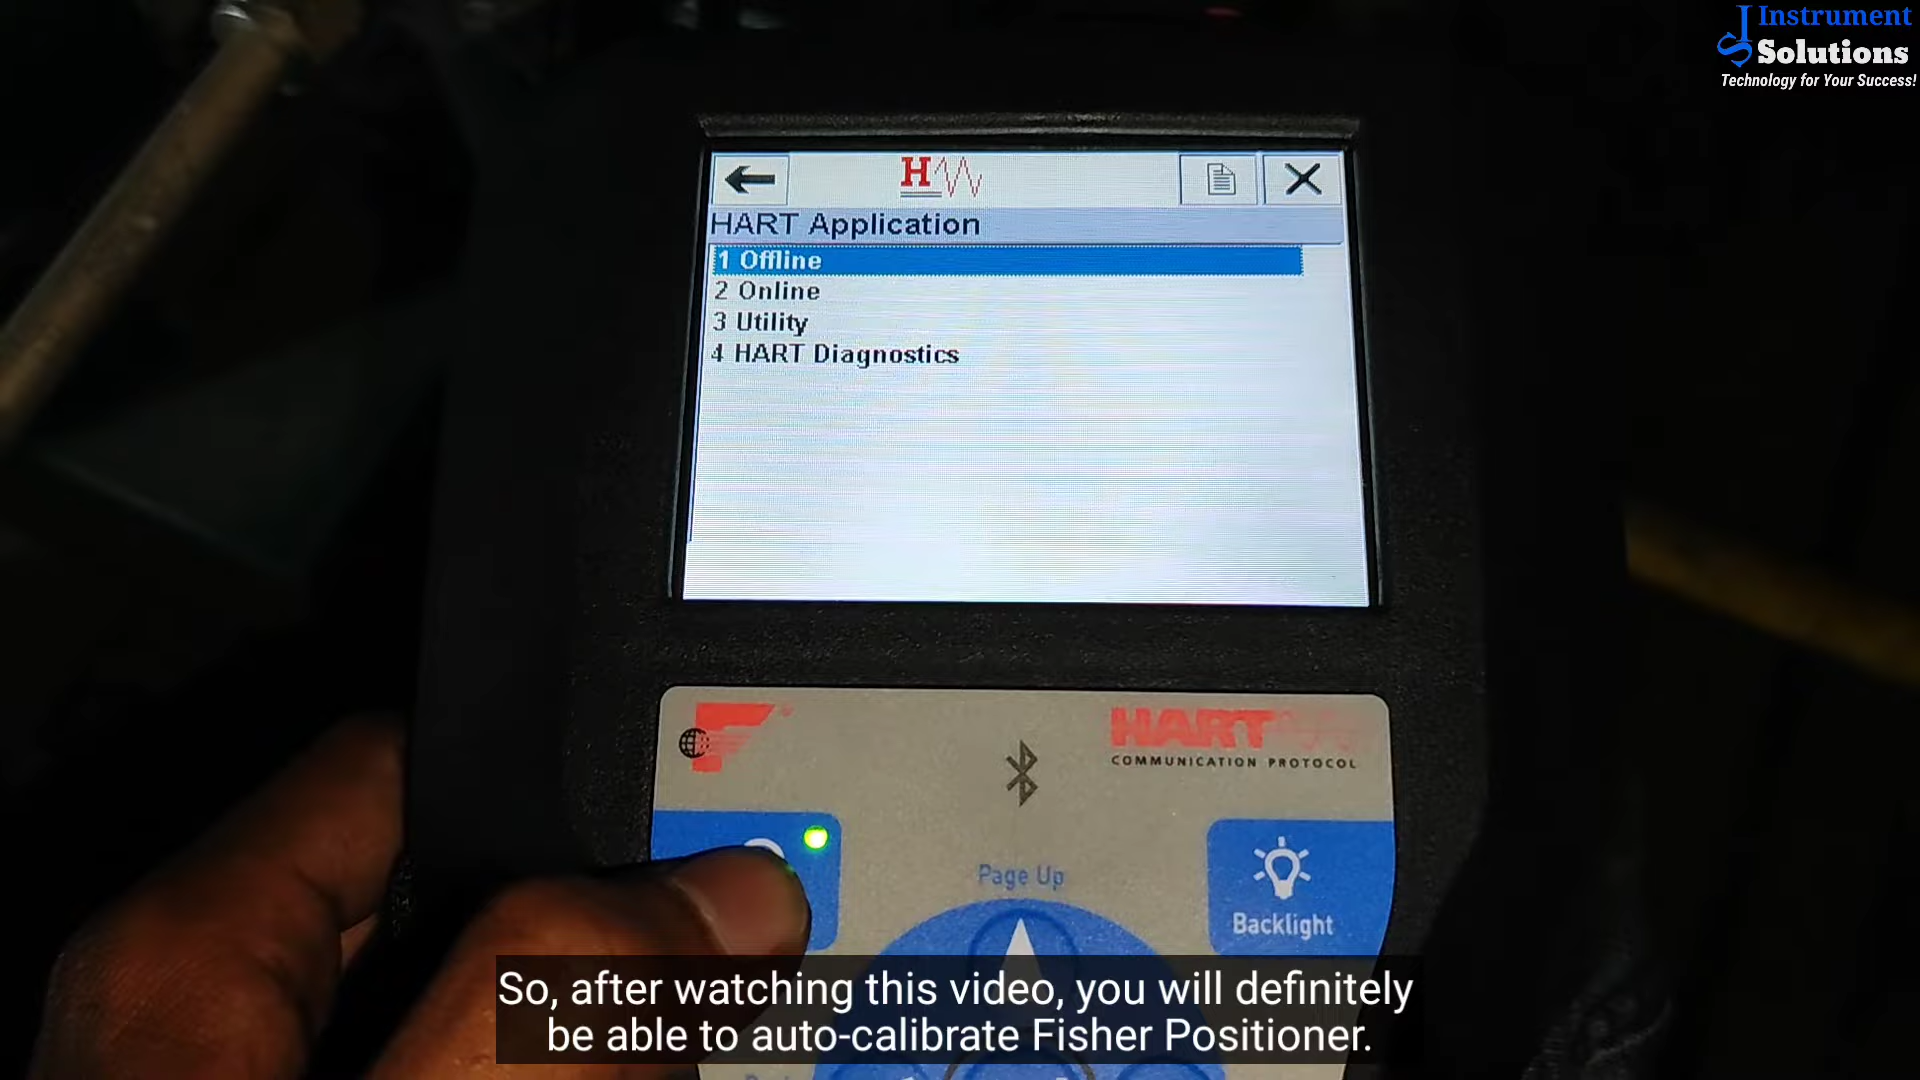 Instrument
Solutions
Technology for Your Success!
H
HART Application
1 Offline
2 Online
3 Utility
4 HART Diagnostics
HART
COMMUNICATION PROTOCOL
Page Up
Backlight
So, after watching this video, you will definitely
be able to auto-calibrate Fisher Positioner.